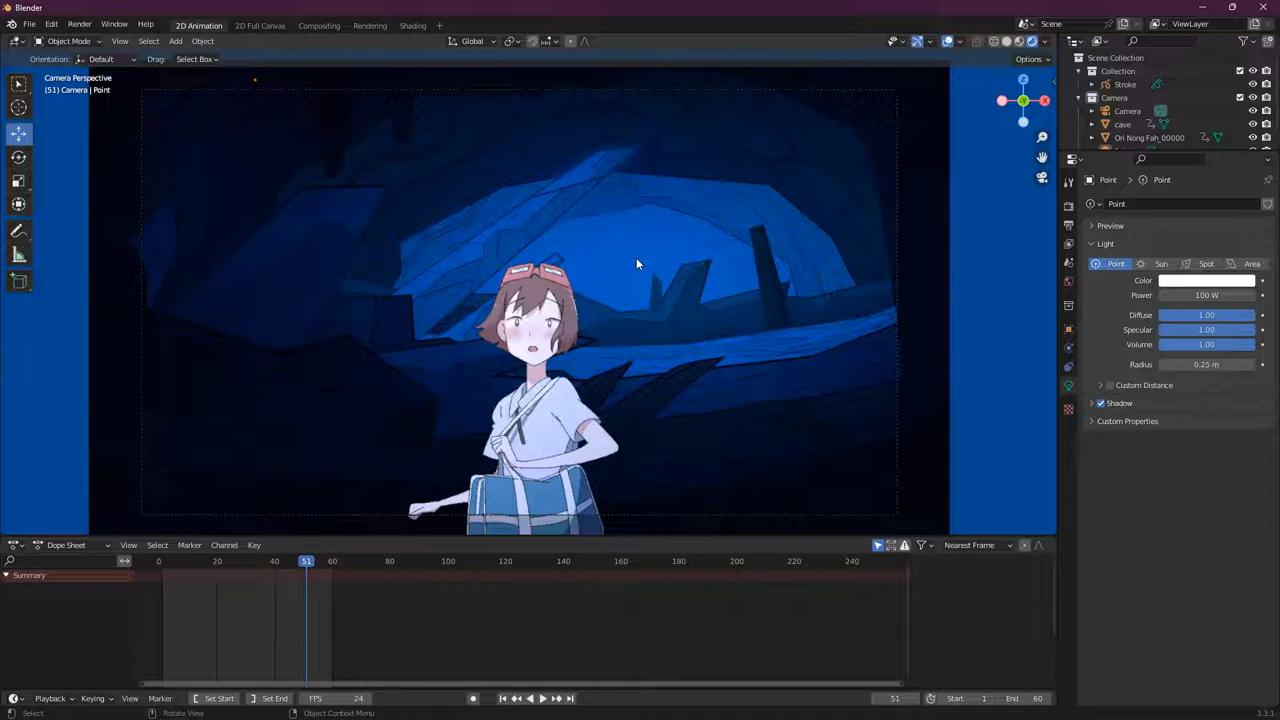 Blender
File Edit Render Window Help 2D Animation 2D Full Canvas Compositing Rendering Shading + Scene ViewLayer
Object Mode View Select Add Object Global
Orientation: Default Drag: Select Box Options
Camera Perspective
(51) Camera | Point
Z
Y
X
Scene Collection
Collection
Stroke
Camera
Camera
cave
Ori Nong Fah_00000
Point Point
Point
Preview
Light
Point Sun Spot Area
Color
Power 100 W
Diffuse 1.00
Specular 1.00
Volume 1.00
Radius 0.25 m
Custom Distance
Shadow
Custom Properties
Dope Sheet View Select Marker Channel Key Nearest Frame
0 20 40 51 60 80 100 120 140 160 180 200 220 240
Summary
Playback Keying View Marker Set Start Set End FPS 24 51 Start 1 End 60
Select Rotate View Object Context Menu 3.3.1